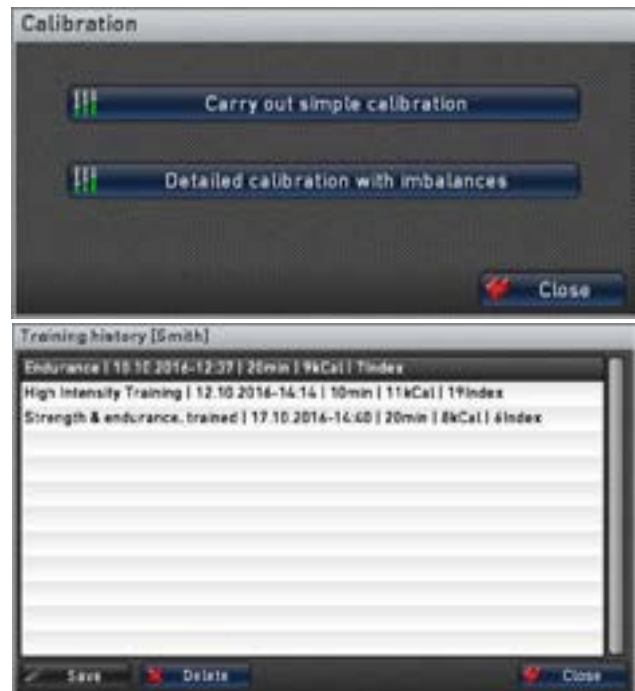 Calibration
Carry out simple calibration
Detailed calibration with imbalances
Close
Training history [Smith]
Endurance | 10.10.2016-12:37 | 20min | 9kCal | 7Index
High Intensity Training | 12.10.2016-14:14 | 10min | 11kCal | 19Index
Strength & endurance, trained | 17.10.2016-14:40 | 20min | 8kCal | 6Index
Save Delete Close